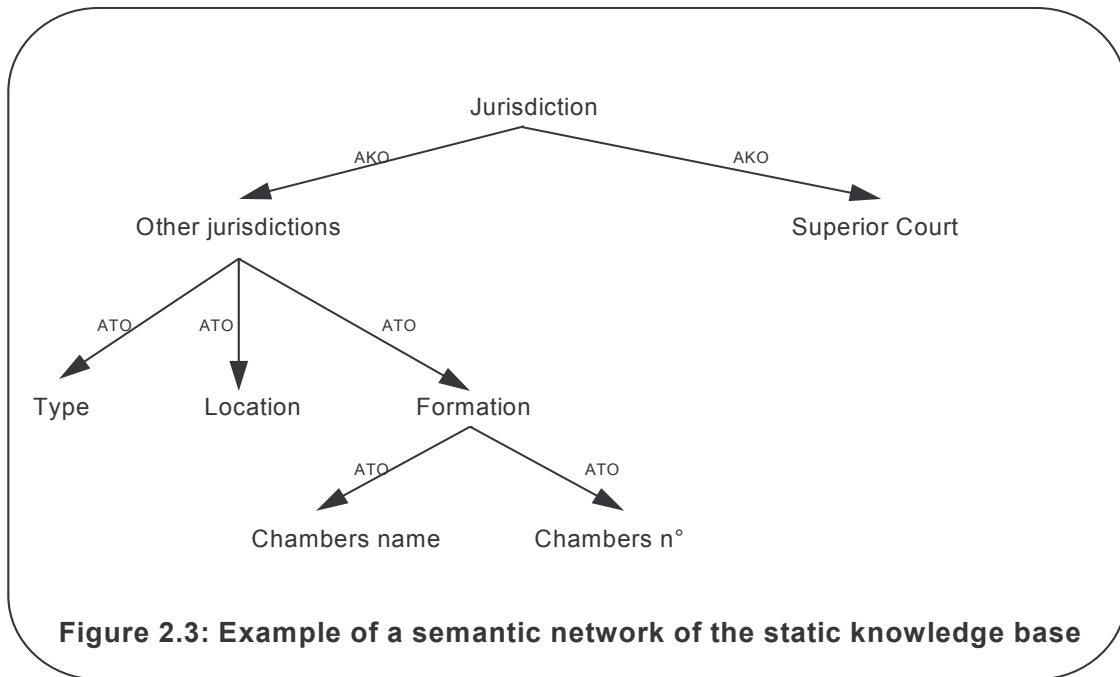 Jurisdiction
AKO AKO
Other jurisdictions Superior Court
ATO ATO ATO
Type Location Formation
ATO ATO
Chambers name Chambers n°
Figure 2.3: Example of a semantic network of the static knowledge base